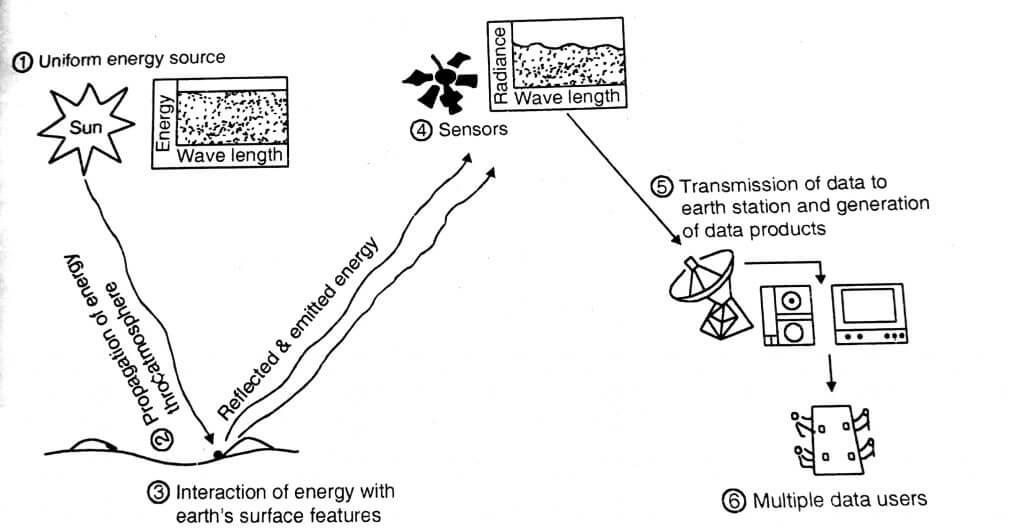 ① Uniform energy source
Sun
Energy
Wave length
② Propagation of energy
throçatmosphere
③ Interaction of energy with
earth's surface features
Reflected & emitted energy
④ Sensors
Radiance
Wave length
⑤ Transmission of data to
earth station and generation
of data products
⑥ Multiple data users